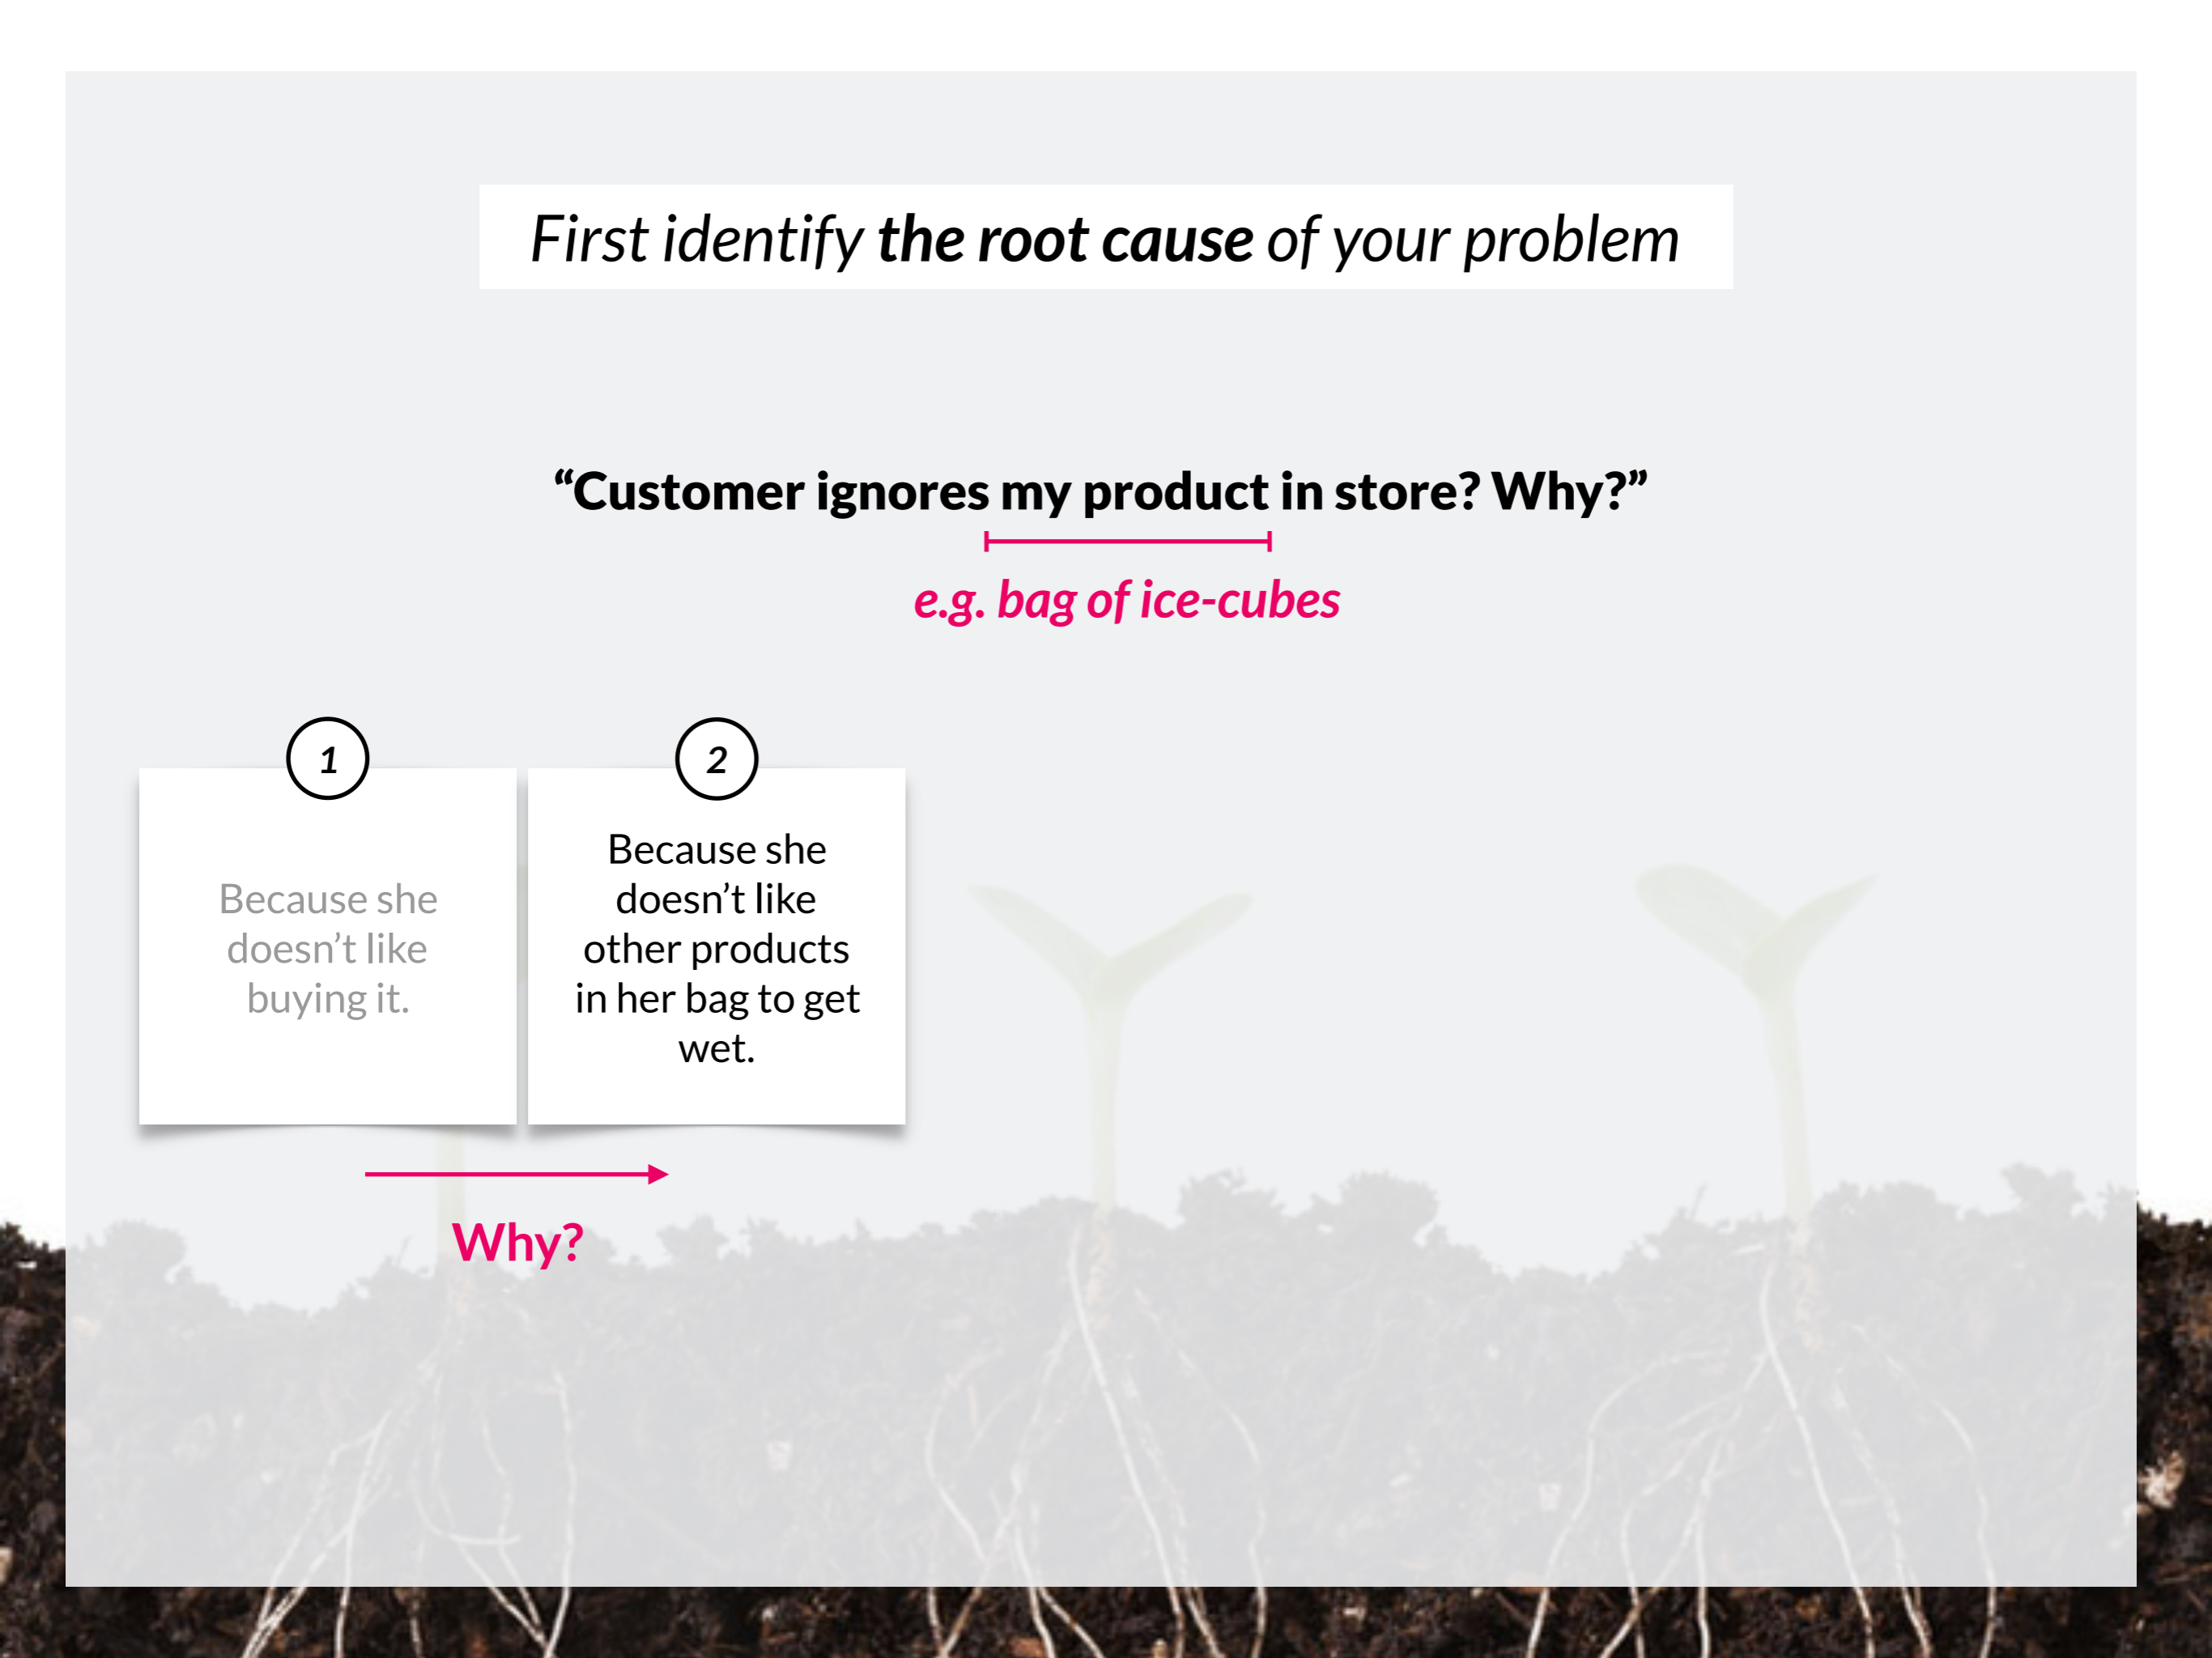 First identify the root cause of your problem
“Customer ignores my product in store? Why?”
e.g. bag of ice-cubes
1
Because she
doesn’t like
buying it.
2
Because she
doesn’t like
other products
in her bag to get
wet.
Why?